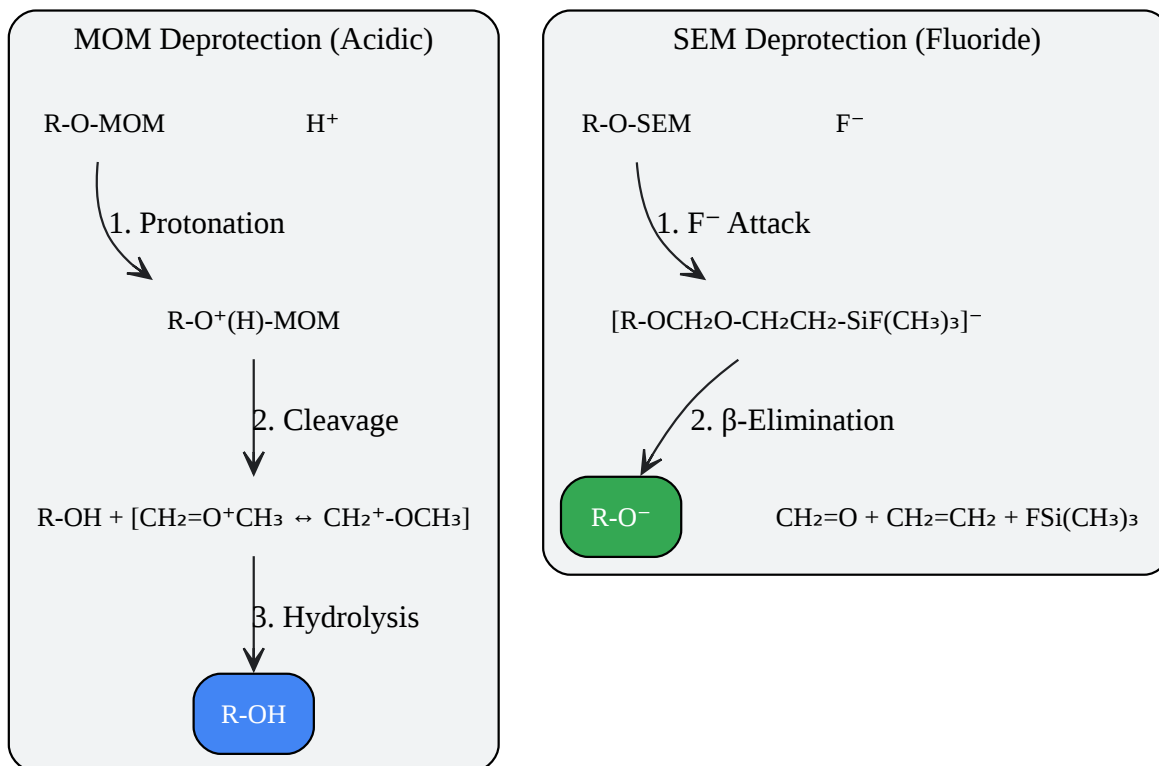 MOM Deprotection (Acidic)
R-O-MOM
H⁺
1. Protonation
R-O⁺(H)-MOM
2. Cleavage
R-OH + [CH₂=O⁺CH₃ ↔ CH₂⁺-OCH₃]
3. Hydrolysis
R-OH
SEM Deprotection (Fluoride)
R-O-SEM
F⁻
1. F⁻ Attack
[R-OCH₂O-CH₂CH₂-SiF(CH₃)₃]⁻
2. β-Elimination
R-O⁻
CH₂=O + CH₂=CH₂ + FSi(CH₃)₃